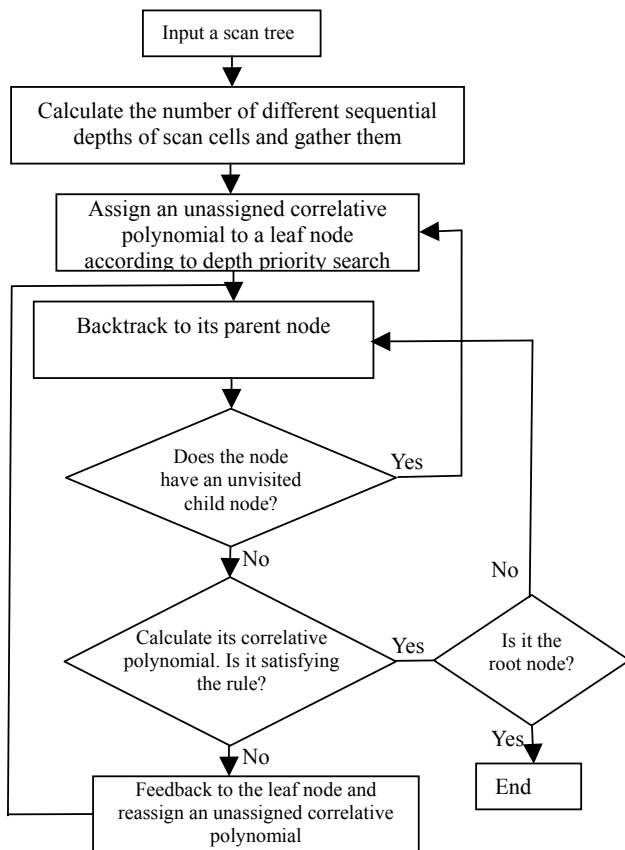 Input a scan tree
Calculate the number of different sequential
depths of scan cells and gather them
Assign an unassigned correlative
polynomial to a leaf node
according to depth priority search
Backtrack to its parent node
Does the node
have an unvisited
child node?
Yes
No
Calculate its correlative
polynomial. Is it satisfying
the rule?
Yes
No
Is it the
root node?
No
Yes
End
Feedback to the leaf node and
reassign an unassigned correlative
polynomial